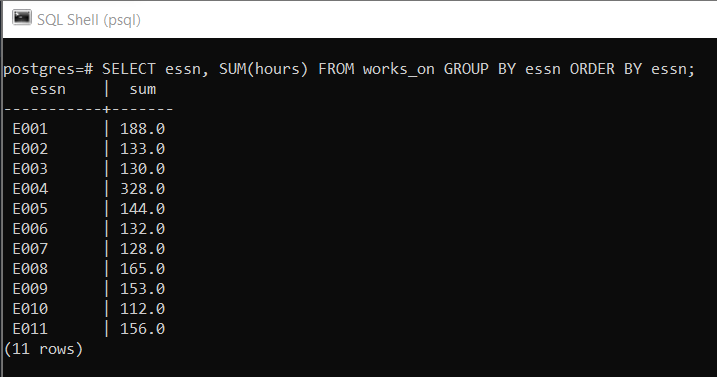 SQL Shell (psql)
postgres=# SELECT essn, SUM(hours) FROM works_on GROUP BY essn ORDER BY essn;
   essn    |  sum
-----------+-------
 E001      | 188.0
 E002      | 133.0
 E003      | 130.0
 E004      | 328.0
 E005      | 144.0
 E006      | 132.0
 E007      | 128.0
 E008      | 165.0
 E009      | 153.0
 E010      | 112.0
 E011      | 156.0
(11 rows)